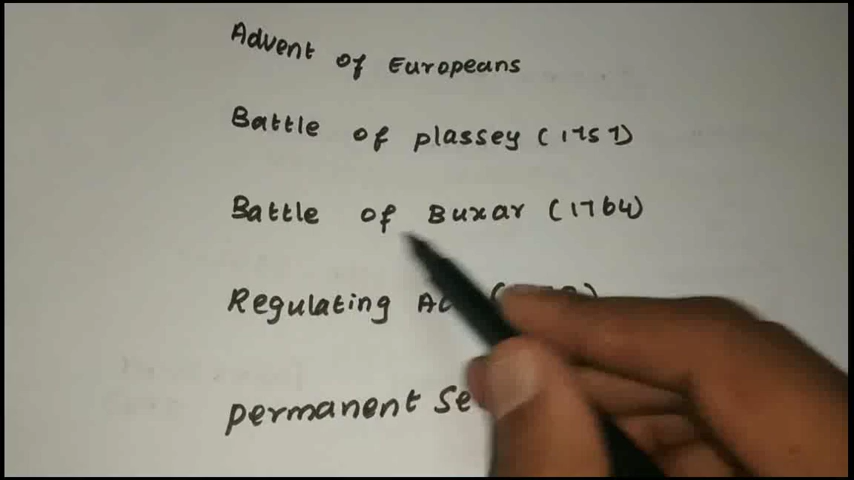 Advent of Europeans
Battle of plassey (1757)
Battle of Buxar (1764)
Regulating
permanent